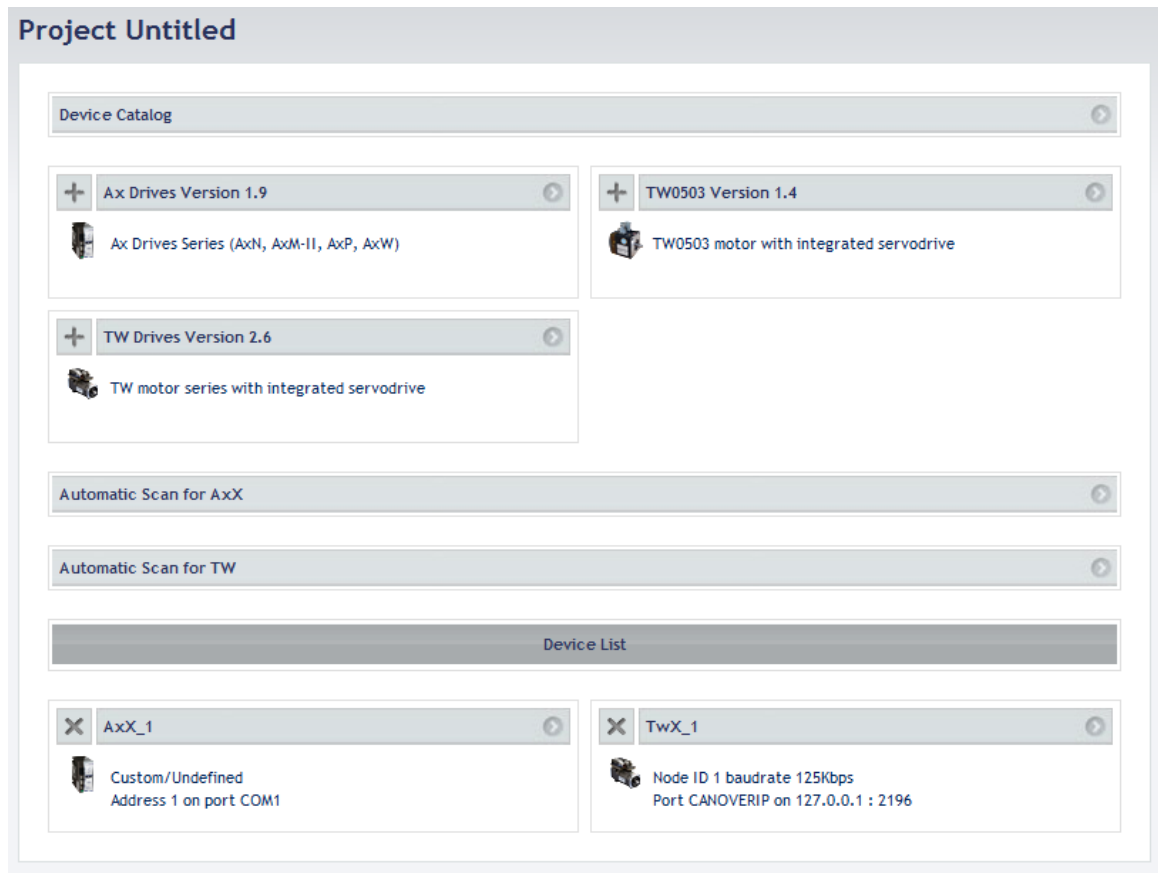 Project Untitled
Device Catalog
Ax Drives Version 1.9
Ax Drives Series (AxN, AxM-II, AxP, AxW)
TW0503 Version 1.4
TW0503 motor with integrated servodrive
TW Drives Version 2.6
TW motor series with integrated servodrive
Automatic Scan for AxX
Automatic Scan for TW
Device List
AxX_1
Custom/Undefined
Address 1 on port COM1
TwX_1
Node ID 1 baudrate 125Kbps
Port CANOVERIP on 127.0.0.1 : 2196